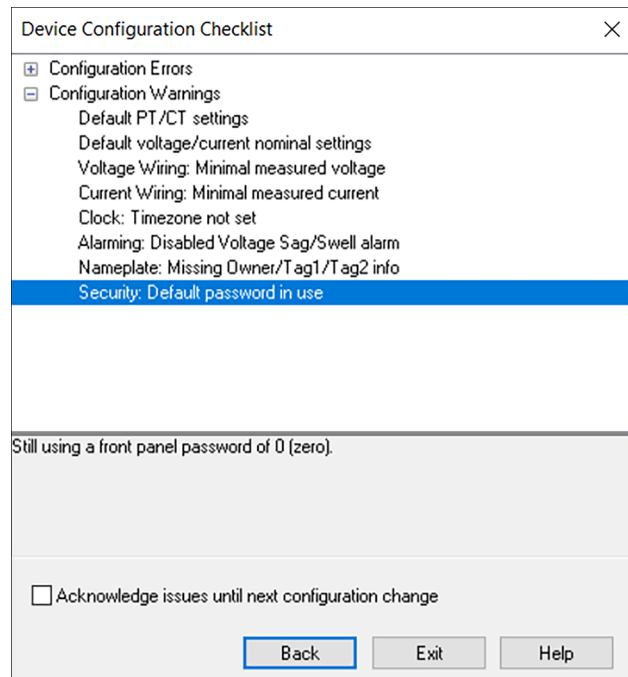 Device Configuration Checklist
Configuration Errors
Configuration Warnings
Default PT/CT settings
Default voltage/current nominal settings
Voltage Wiring: Minimal measured voltage
Current Wiring: Minimal measured current
Clock: Timezone not set
Alarming: Disabled Voltage Sag/Swell alarm
Nameplate: Missing Owner/Tag1/Tag2 info
Security: Default password in use
Still using a front panel password of 0 (zero).
Acknowledge issues until next configuration change
Back Exit Help